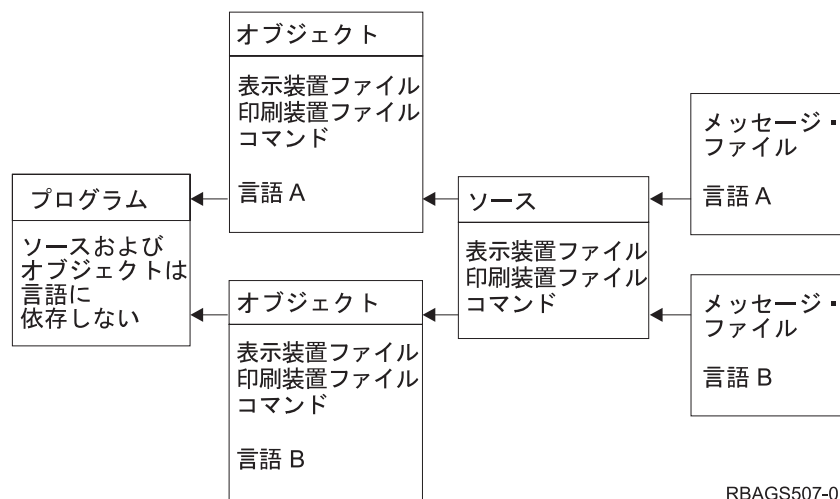 プログラム
ソースおよび
オブジェクトは
言語に
依存しない
オブジェクト
表示装置ファイル
印刷装置ファイル
コマンド
言語 A
オブジェクト
表示装置ファイル
印刷装置ファイル
コマンド
言語 B
ソース
表示装置ファイル
印刷装置ファイル
コマンド
メッセージ・
ファイル
言語 A
メッセージ・
ファイル
言語 B
RBAGS507-0